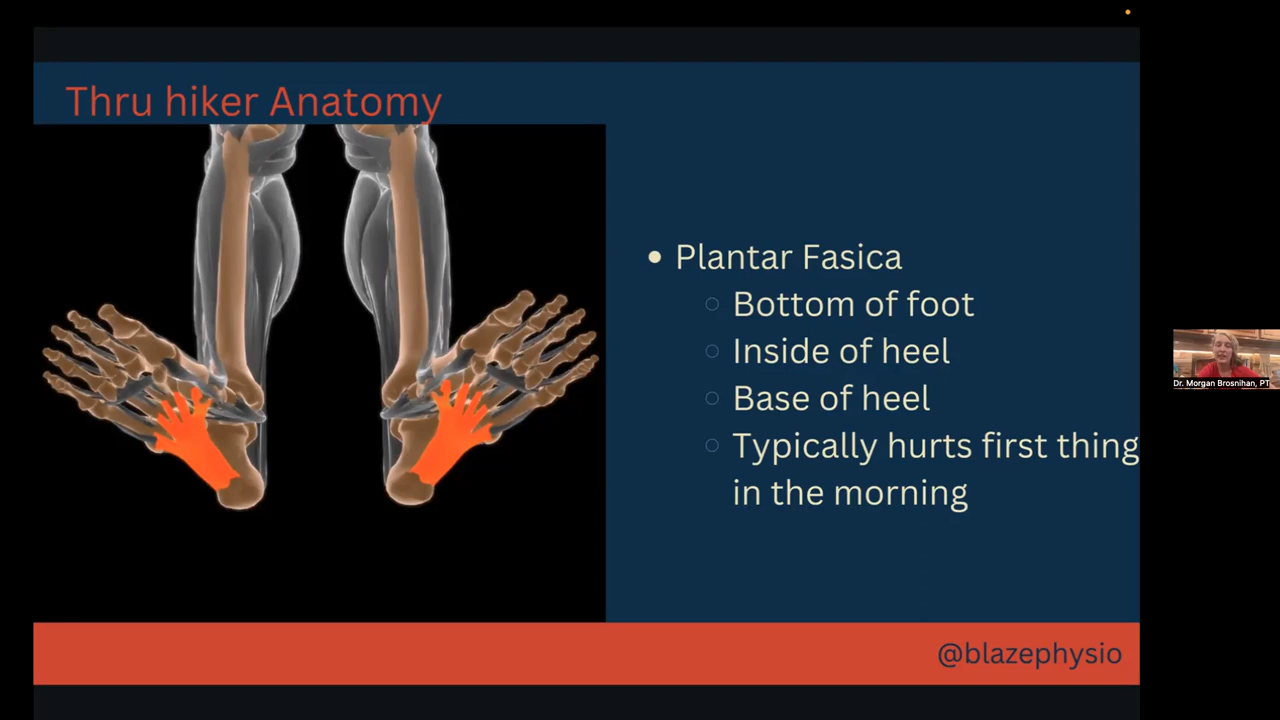 Thru hiker Anatomy
Plantar Fasica
Bottom of foot
Inside of heel
Base of heel
Typically hurts first thing
in the morning
@blazephysio
Dr. Morgan Brosnihan, PT